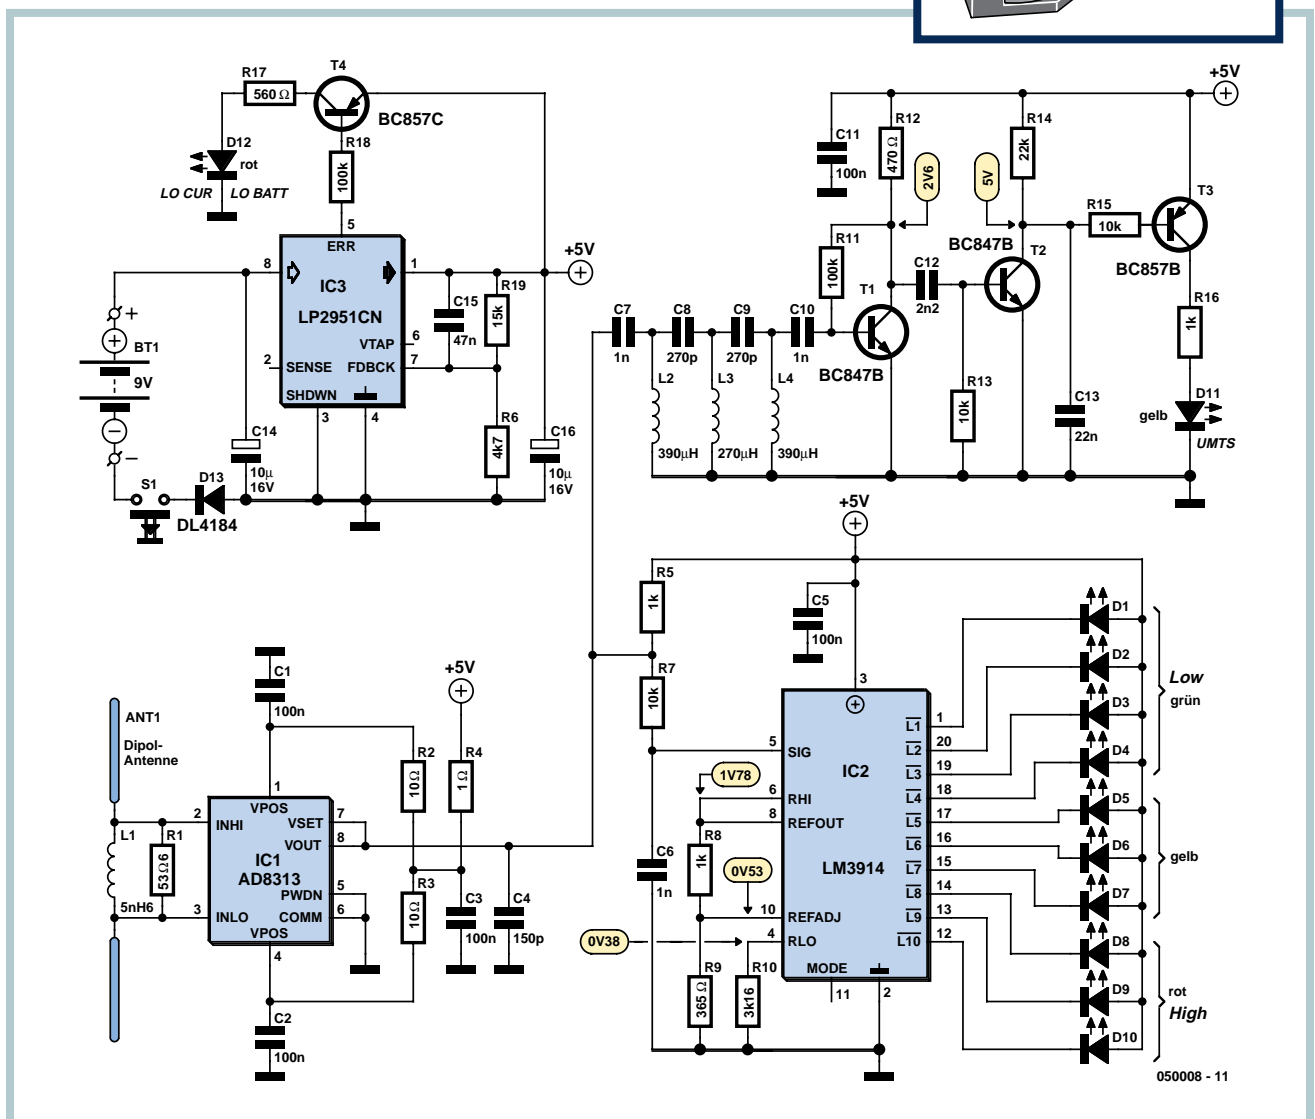 R17
560 Ω
T4
BC857C
D12
rot
LO CUR
LO BATT
R18
100k
5
ERR
8
1
+5V
IC3
LP2951CN
C15
47n
R19
15k
VTAP
6
2
SENSE
FDBCK
7
SHDWN
3
4
+
BT1
9V
–
C14
10µ
16V
R6
4k7
C16
10µ
16V
S1
D13
DL4184
+5V
C11
100n
R12
470 Ω
2V6
5V
R14
22k
T3
R15
10k
BC857B
R11
100k
BC847B
T2
C12
2n2
T1
BC847B
C7
1n
C8
270p
C9
270p
C10
1n
L2
390µH
L3
270µH
L4
390µH
R13
10k
C13
22n
R16
1k
D11
gelb
UMTS
+5V
R5
1k
C5
100n
R7
10k
C1
100n
+5V
ANT1
Dipol-
Antenne
R2
10Ω
R4
1Ω
1
VPOS
2
INHI
VSET
7
VOUT
8
L1
5nH6
R1
53Ω6
IC1
AD8313
PWDN
5
3
INLO
COMM
6
VPOS
4
R3
10Ω
C3
100n
C4
150p
C2
100n
3
5
SIG
IC2
LM3914
1V78
6
RHI
8
REFOUT
R8
1k
C6
1n
0V53
10
REFADJ
0V38
4
RLO
R9
365 Ω
R10
3k16
MODE
11
2
L1
1
L2
20
L3
19
L4
18
L5
17
L6
16
L7
15
L8
14
L9
13
L10
12
D1
D2
D3
D4
Low
grün
D5
D6
D7
gelb
D8
D9
D10
rot
High
050008 - 11